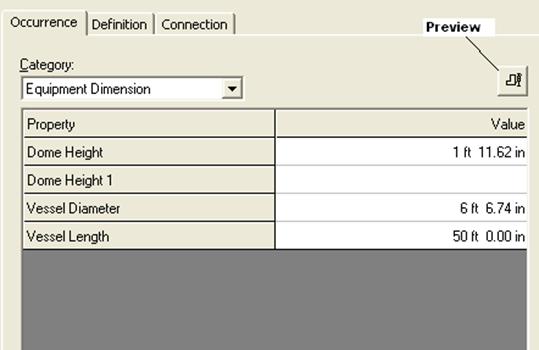 Occurrence Definition Connection
Preview
Category:
Equipment Dimension
Property Value
Dome Height 1 ft 11.62 in
Dome Height 1
Vessel Diameter 6 ft 6.74 in
Vessel Length 50 ft 0.00 in